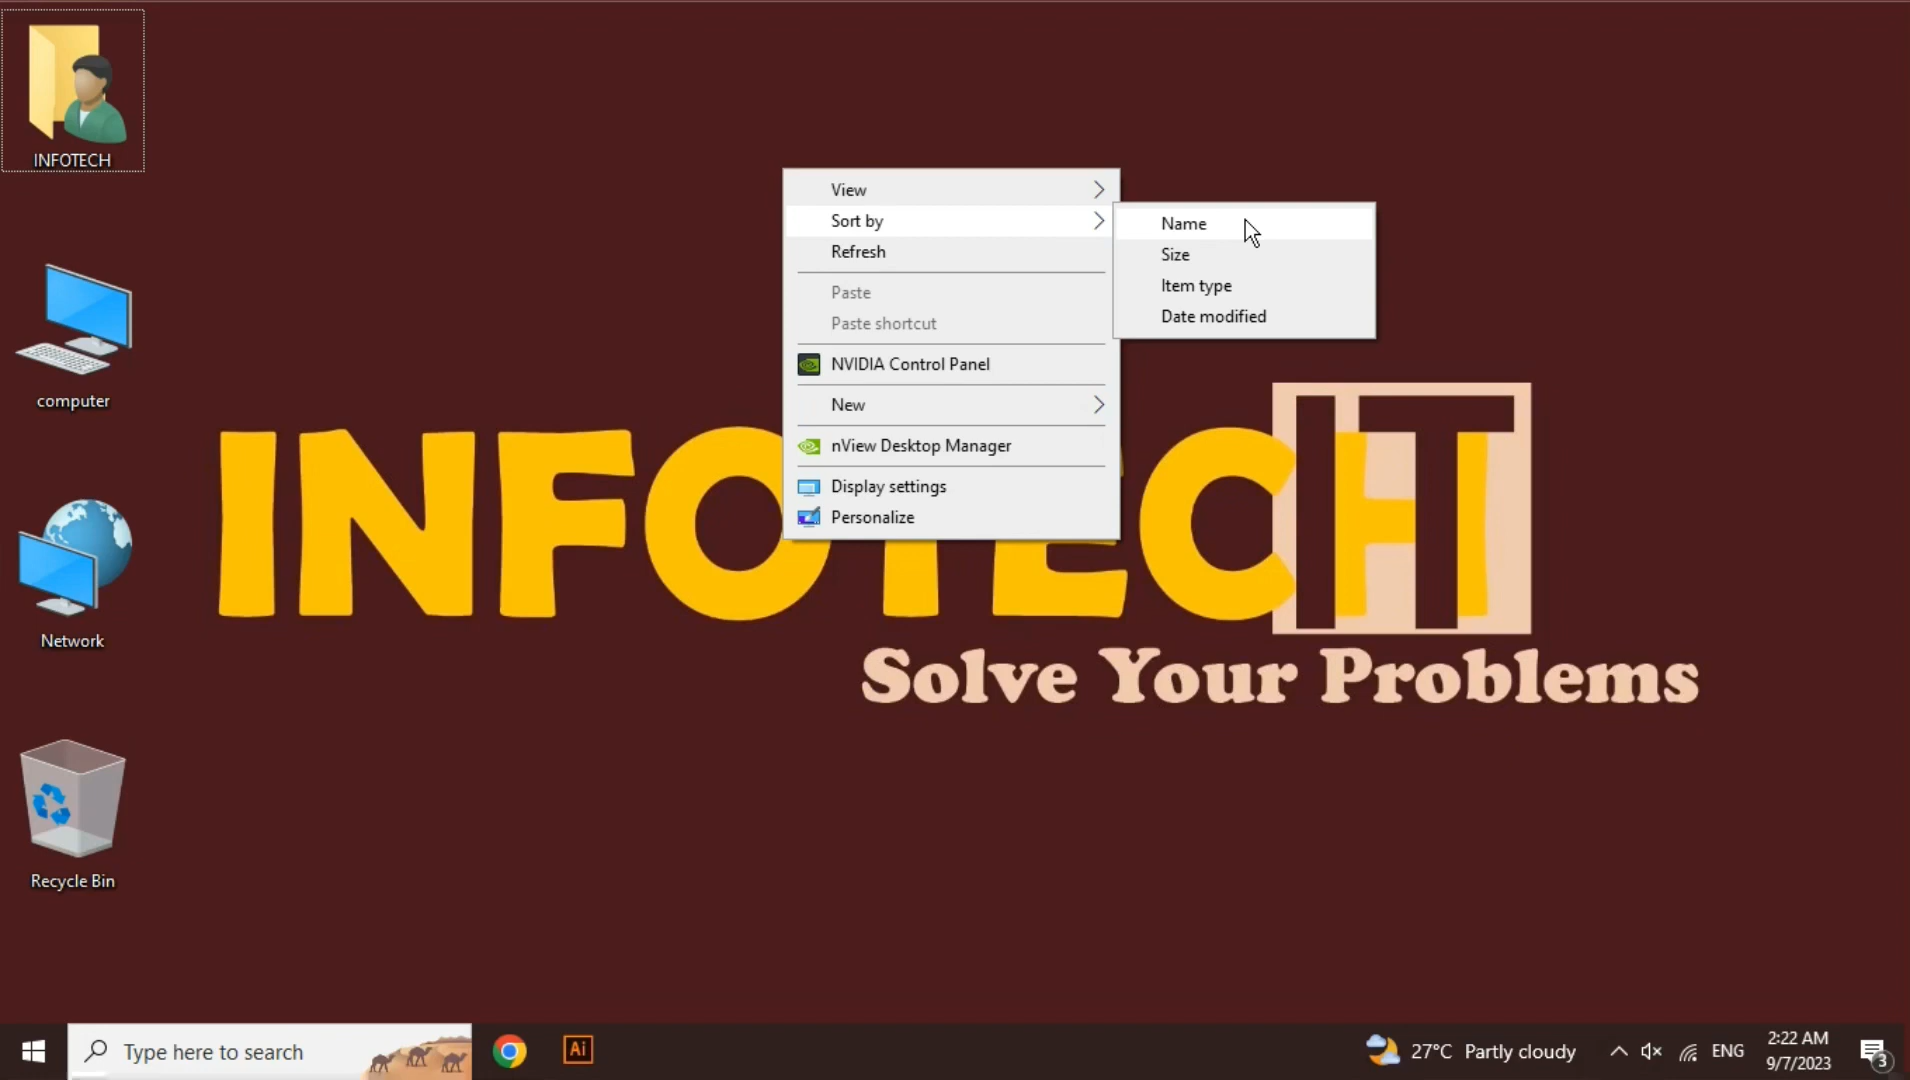 INFOTECH
computer
Network
Recycle Bin
View
Sort by
Refresh
Paste
Paste shortcut
NVIDIA Control Panel
New
nView Desktop Manager
Display settings
Personalize
Name
Size
Item type
Date modified
INFOTECH
IT
Solve Your Problems
Type here to search
Ai
27°C Partly cloudy
ENG
2:22 AM
9/7/2023
3